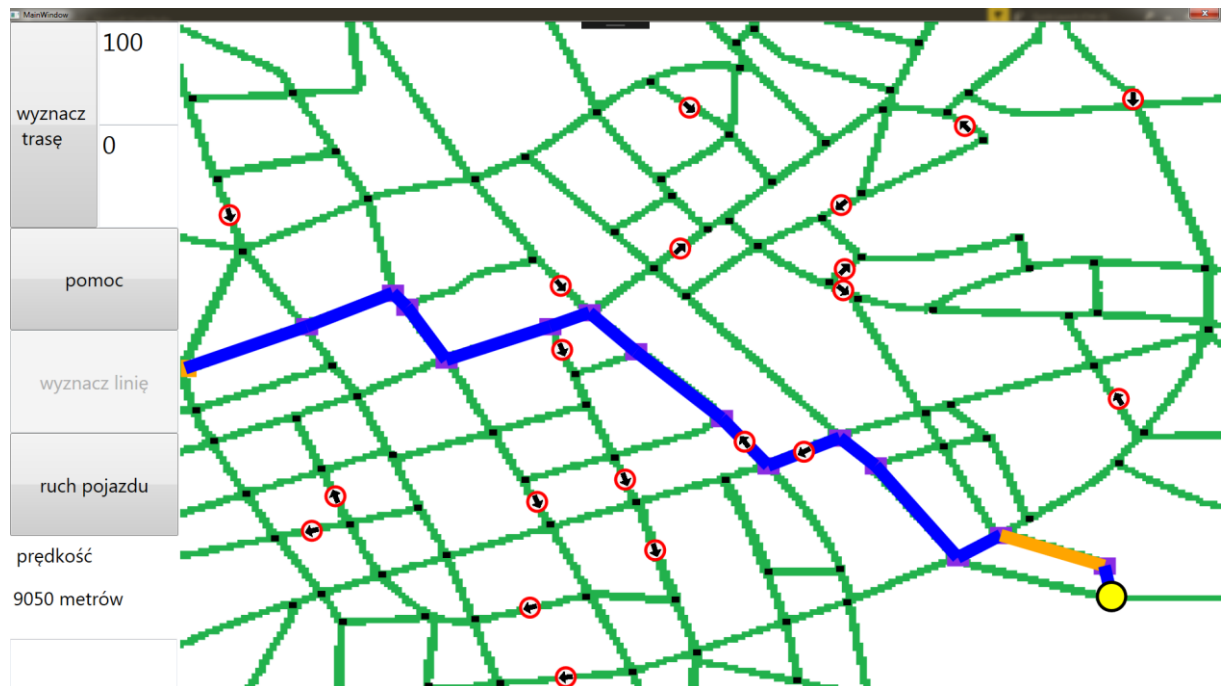 MainWindow
100
wyznacz
trasę
0
pomoc
wyznacz linię
ruch pojazdu
prędkość
9050 metrów